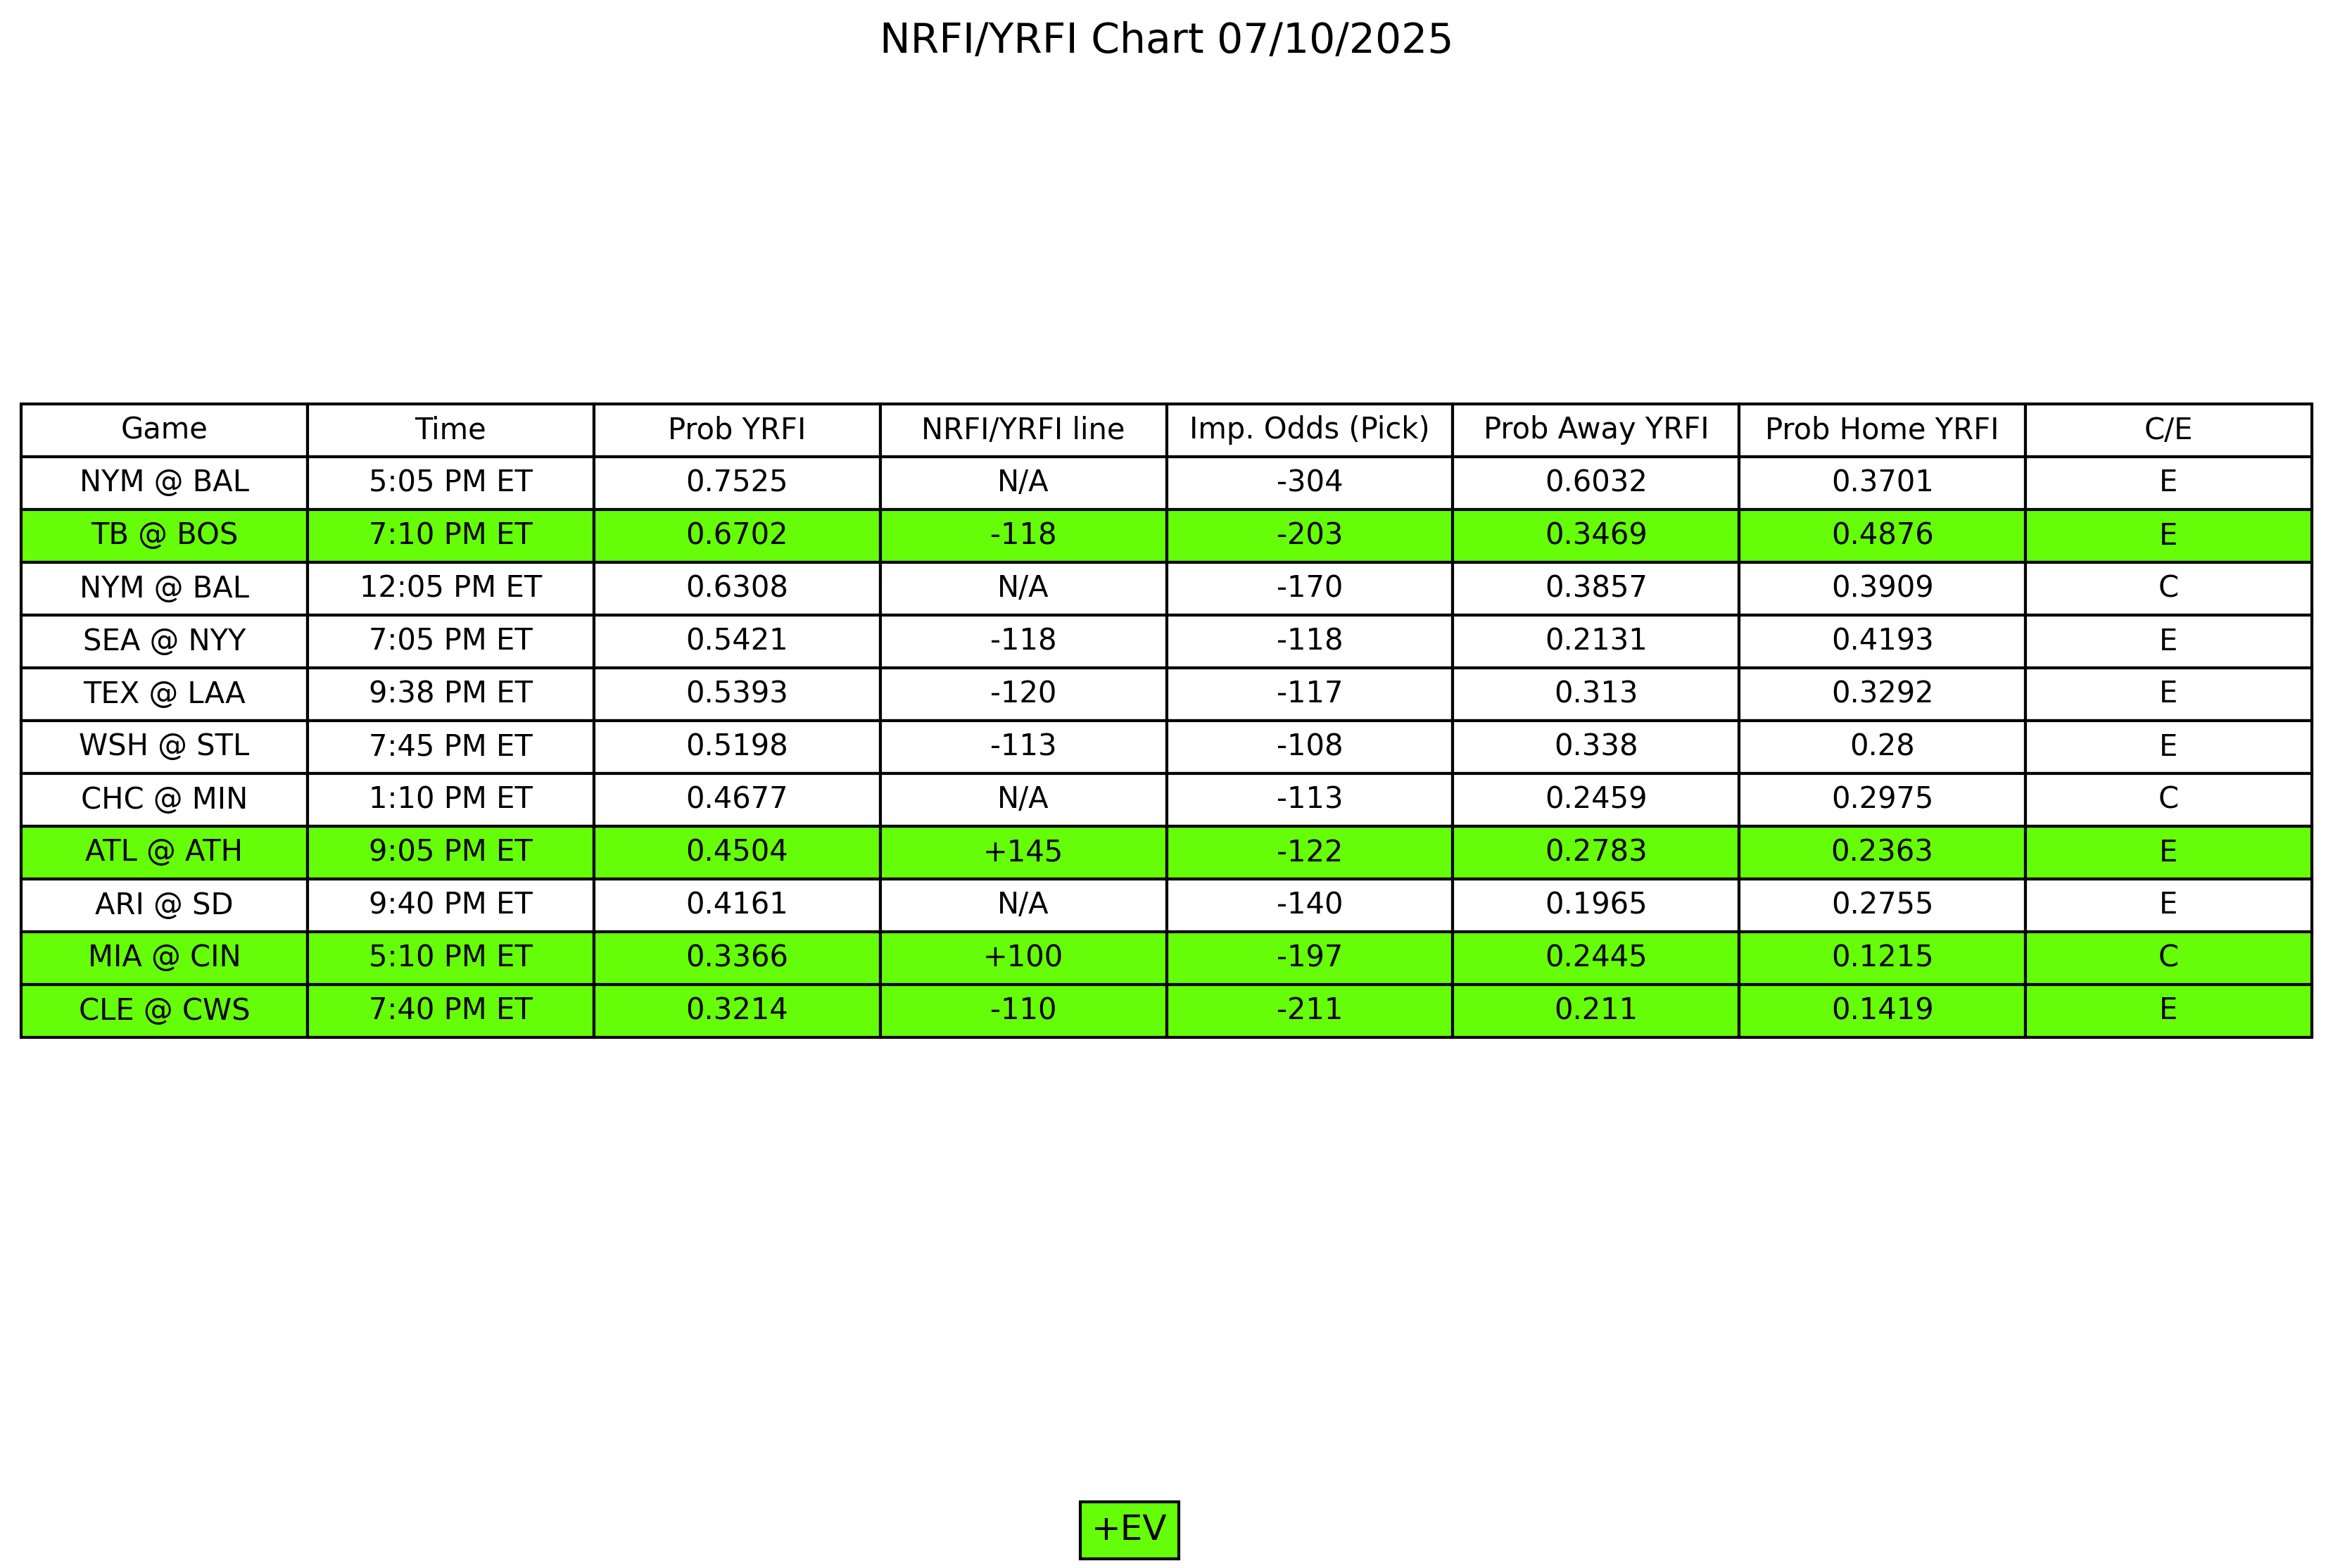 NRFI/YRFI Chart 07/10/2025
Game Time Prob YRFI NRFI/YRFI line Imp. Odds (Pick) Prob Away YRFI Prob Home YRFI C/E
NYM @ BAL 5:05 PM ET 0.7525 N/A -304 0.6032 0.3701 E
TB @ BOS 7:10 PM ET 0.6702 -118 -203 0.3469 0.4876 E
NYM @ BAL 12:05 PM ET 0.6308 N/A -170 0.3857 0.3909 C
SEA @ NYY 7:05 PM ET 0.5421 -118 -118 0.2131 0.4193 E
TEX @ LAA 9:38 PM ET 0.5393 -120 -117 0.313 0.3292 E
WSH @ STL 7:45 PM ET 0.5198 -113 -108 0.338 0.28 E
CHC @ MIN 1:10 PM ET 0.4677 N/A -113 0.2459 0.2975 C
ATL @ ATH 9:05 PM ET 0.4504 +145 -122 0.2783 0.2363 E
ARI @ SD 9:40 PM ET 0.4161 N/A -140 0.1965 0.2755 E
MIA @ CIN 5:10 PM ET 0.3366 +100 -197 0.2445 0.1215 C
CLE @ CWS 7:40 PM ET 0.3214 -110 -211 0.211 0.1419 E
+EV